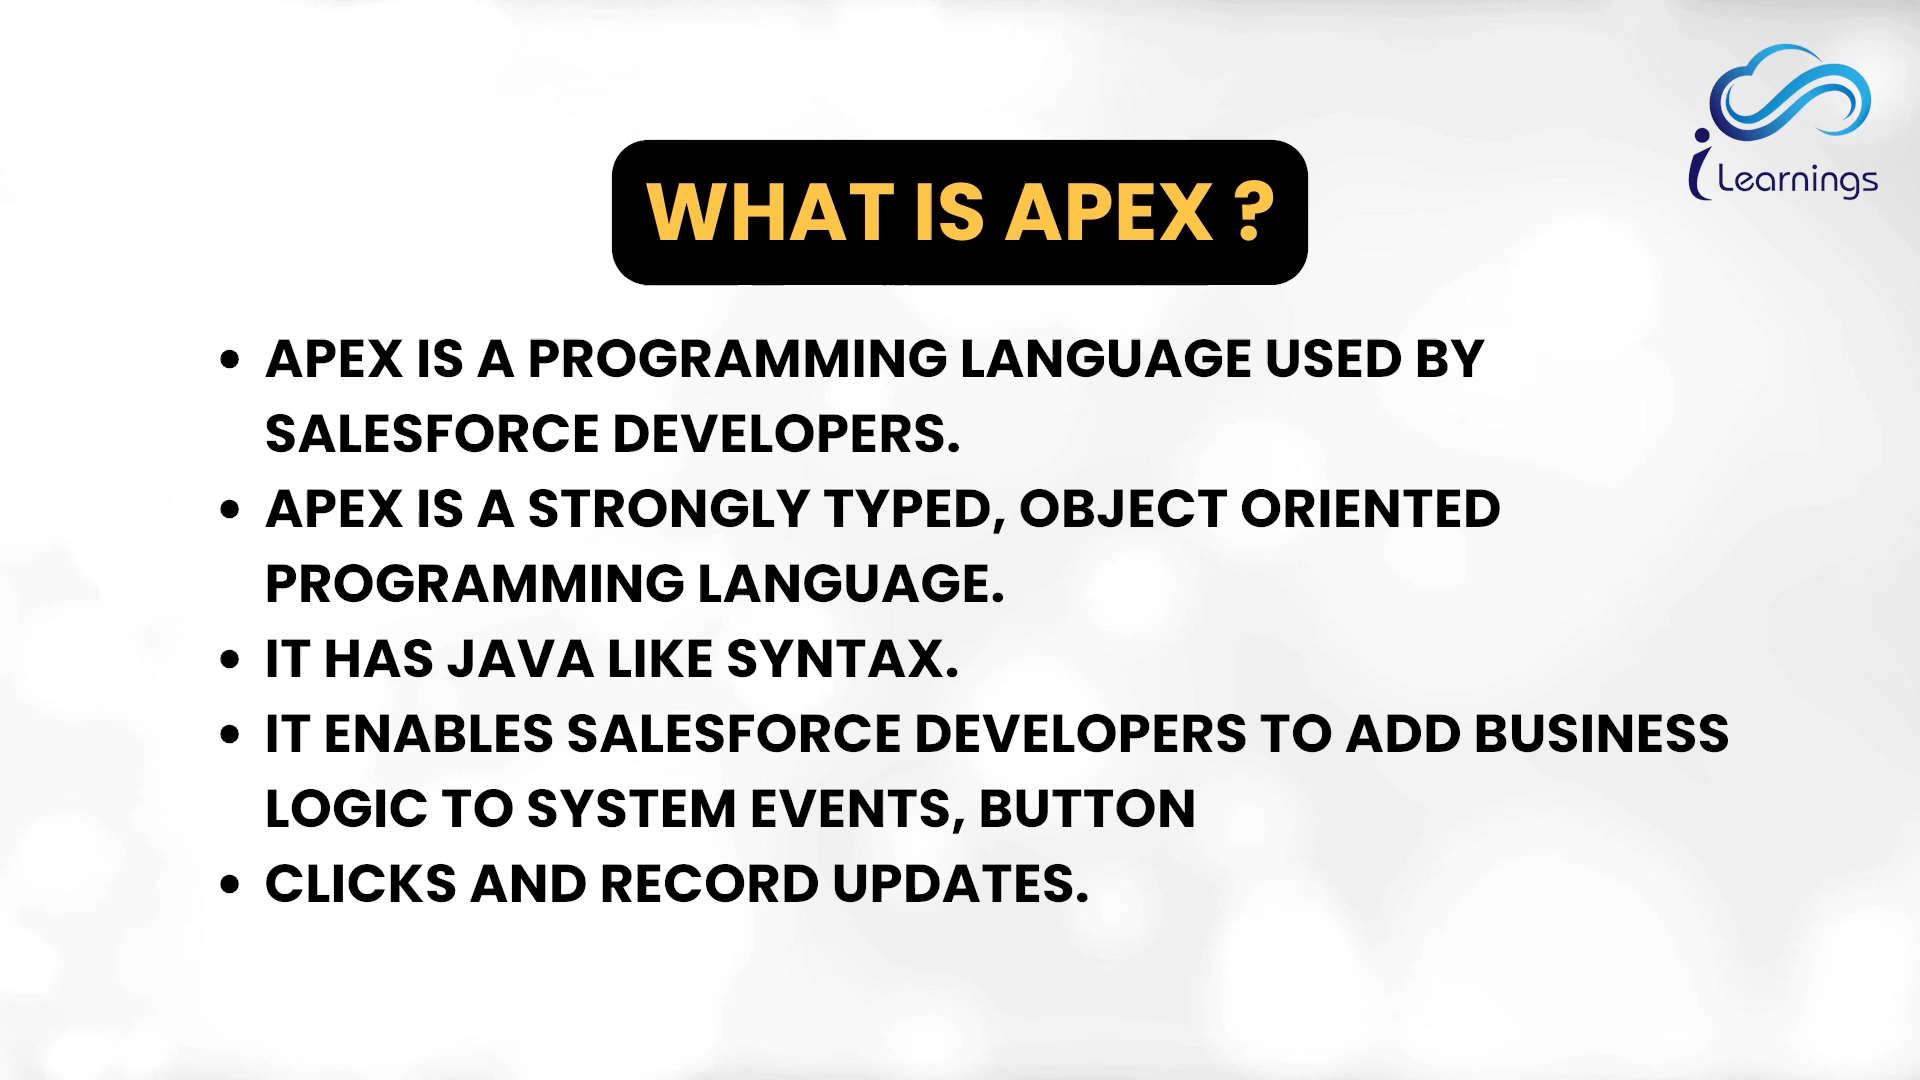 i Learnings
WHAT IS APEX ?
• APEX IS A PROGRAMMING LANGUAGE USED BY
SALESFORCE DEVELOPERS.
• APEX IS A STRONGLY TYPED, OBJECT ORIENTED
PROGRAMMING LANGUAGE.
• IT HAS JAVA LIKE SYNTAX.
• IT ENABLES SALESFORCE DEVELOPERS TO ADD BUSINESS
LOGIC TO SYSTEM EVENTS, BUTTON
• CLICKS AND RECORD UPDATES.